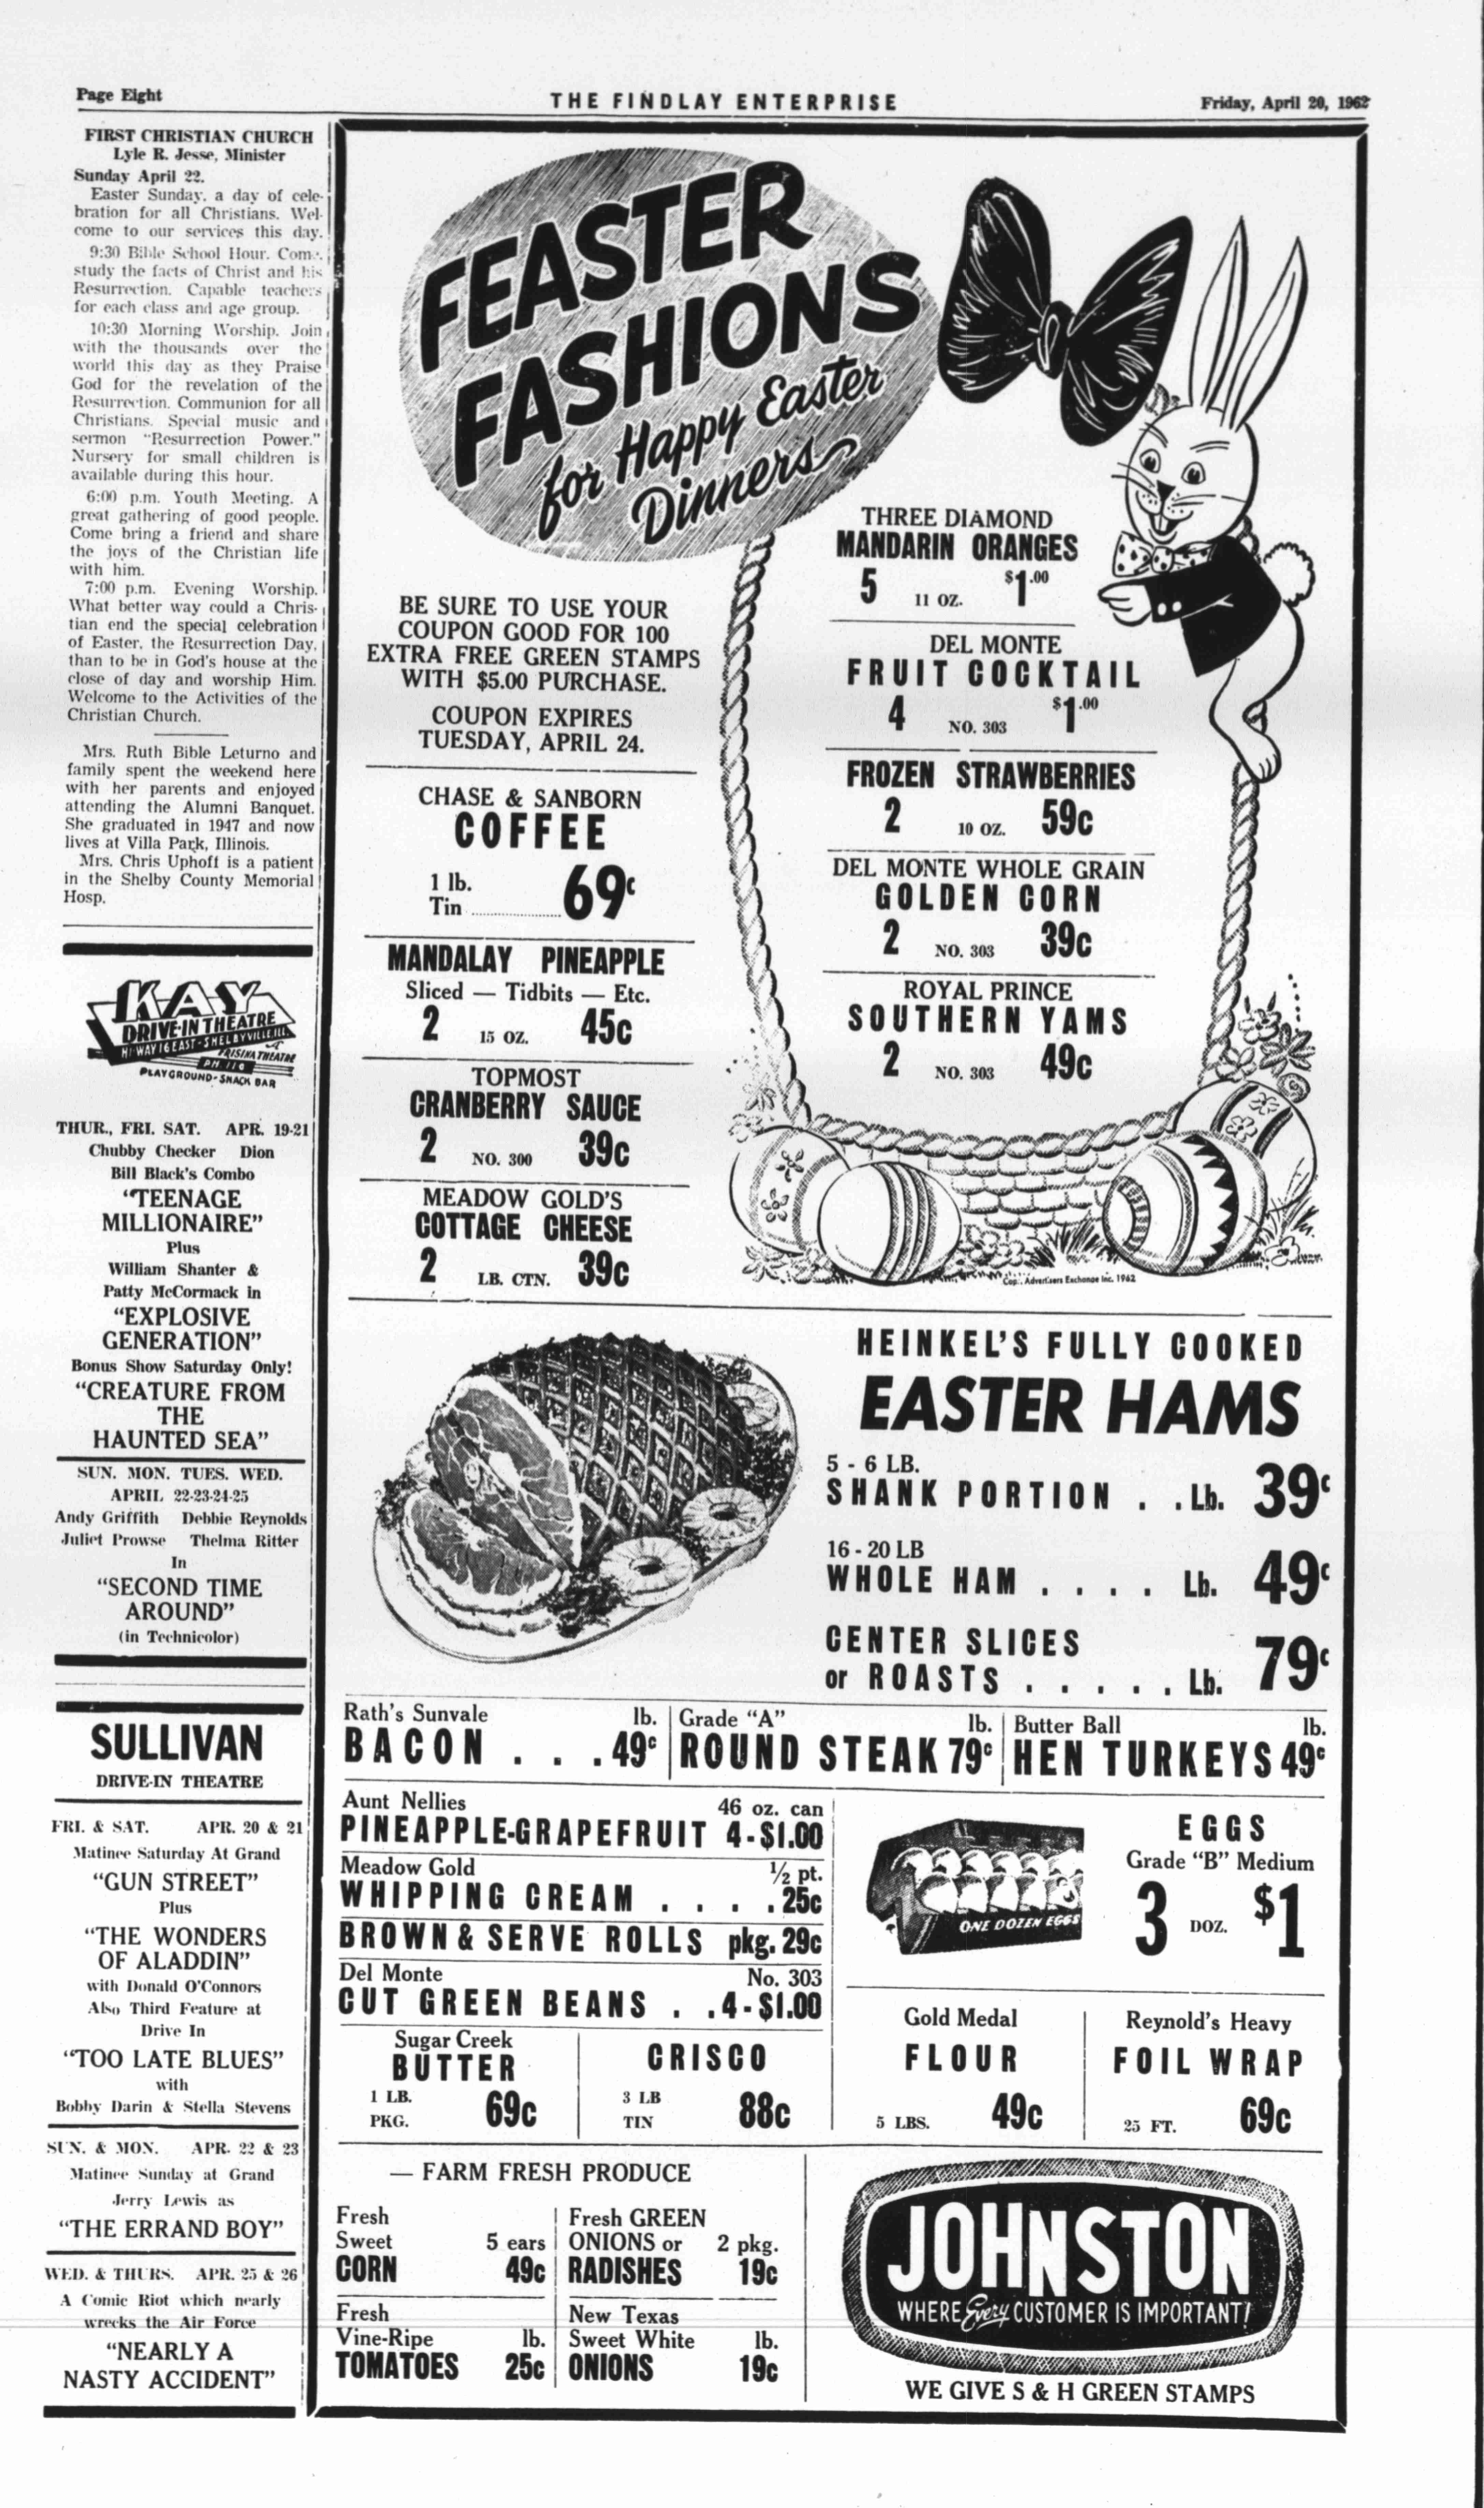 Page Eight
THE FINDLAY ENTERPRISE
Friday, April 20, 1962
FIRST CHRISTIAN CHURCH
Lyle R. Jesse, Minister
Sunday April 22.
Easter Sunday, a day of cele-
bration for all Christians. Wel-
come to our services this day.
9:30 Bible School Hour. Come,
study the facts of Christ and his
Resurrection. Capable teachers
for each class and age group.
10:30 Morning Worship. Join
with the thousands over the
world this day as they Praise
God for the revelation of the
Resurrection. Communion for all
Christians. Special music and
sermon "Resurrection Power."
Nursery for small children is
available during this hour.
6:00 p.m. Youth Meeting. A
great gathering of good people.
Come bring a friend and share
the joys of the Christian life
with him.
7:00 p.m. Evening Worship.
What better way could a Chris-
tian end the special celebration
of Easter, the Resurrection Day,
than to be in God's house at the
close of day and worship Him.
Welcome to the Activities of the
Christian Church.
Mrs. Ruth Bible Leturno and
family spent the weekend here
with her parents and enjoyed
attending the Alumni Banquet.
She graduated in 1947 and now
lives at Villa Park, Illinois.
Mrs. Chris Uphoft is a patient
in the Shelby County Memorial
Hosp.
KAY
DRIVE-IN THEATRE
HI-WAY 16 EAST - SHELBYVILLE ILL.
A FRISINA THEATRE
PH. 110
PLAYGROUND - SNACK BAR
THUR., FRI. SAT. APR. 19-21
Chubby Checker Dion
Bill Black's Combo
"TEENAGE
MILLIONAIRE"
Plus
William Shanter &
Patty McCormack in
"EXPLOSIVE
GENERATION"
Bonus Show Saturday Only!
"CREATURE FROM
THE
HAUNTED SEA"
SUN. MON. TUES. WED.
APRIL 22-23-24-25
Andy Griffith Debbie Reynolds
Juliet Prowse Thelma Ritter
In
"SECOND TIME
AROUND"
(in Technicolor)
SULLIVAN
DRIVE-IN THEATRE
FRI. & SAT. APR. 20 & 21
Matinee Saturday At Grand
"GUN STREET"
Plus
"THE WONDERS
OF ALADDIN"
with Donald O'Connors
Also Third Feature at
Drive In
"TOO LATE BLUES"
with
Bobby Darin & Stella Stevens
SUN. & MON. APR. 22 & 23
Matinee Sunday at Grand
Jerry Lewis as
"THE ERRAND BOY"
WED. & THURS. APR. 25 & 26
A Comic Riot which nearly
wrecks the Air Force
"NEARLY A
NASTY ACCIDENT"
FEASTER
FASHIONS
for Happy Easter
Dinners
BE SURE TO USE YOUR
COUPON GOOD FOR 100
EXTRA FREE GREEN STAMPS
WITH $5.00 PURCHASE.
COUPON EXPIRES
TUESDAY, APRIL 24.
CHASE & SANBORN
COFFEE
1 lb.
Tin 69c
MANDALAY PINEAPPLE
Sliced — Tidbits — Etc.
2 15 OZ. 45c
TOPMOST
CRANBERRY SAUCE
2 NO. 300 39c
MEADOW GOLD'S
COTTAGE CHEESE
2 LB. CTN. 39c
THREE DIAMOND
MANDARIN ORANGES
5 11 OZ. $1.00
DEL MONTE
FRUIT COCKTAIL
4 NO. 303 $1.00
FROZEN STRAWBERRIES
2 10 OZ. 59c
DEL MONTE WHOLE GRAIN
GOLDEN CORN
2 NO. 303 39c
ROYAL PRINCE
SOUTHERN YAMS
2 NO. 303 49c
Cop., Advertisers Exchange Inc. 1962
HEINKEL'S FULLY COOKED
EASTER HAMS
5 - 6 LB.
SHANK PORTION . . Lb. 39c
16 - 20 LB
WHOLE HAM . . . . Lb. 49c
CENTER SLICES
or ROASTS . . . . . Lb. 79c
Rath's Sunvale lb.
BACON . . . 49c
Grade "A" lb.
ROUND STEAK 79c
Butter Ball lb.
HEN TURKEYS 49c
Aunt Nellies 46 oz. can
PINEAPPLE-GRAPEFRUIT 4-$1.00
Meadow Gold ½ pt.
WHIPPING CREAM . . . . 25c
BROWN & SERVE ROLLS pkg. 29c
Del Monte No. 303
CUT GREEN BEANS . . 4-$1.00
ONE DOZEN EGGS
EGGS
Grade "B" Medium
3 DOZ. $1
Sugar Creek
BUTTER
1 LB.
PKG. 69c
CRISCO
3 LB
TIN 88c
Gold Medal
FLOUR
5 LBS. 49c
Reynold's Heavy
FOIL WRAP
25 FT. 69c
— FARM FRESH PRODUCE
Fresh
Sweet 5 ears
CORN 49c
Fresh GREEN
ONIONS or 2 pkg.
RADISHES 19c
Fresh
Vine-Ripe lb.
TOMATOES 25c
New Texas
Sweet White lb.
ONIONS 19c
JOHNSTON
WHERE Every CUSTOMER IS IMPORTANT!
WE GIVE S & H GREEN STAMPS